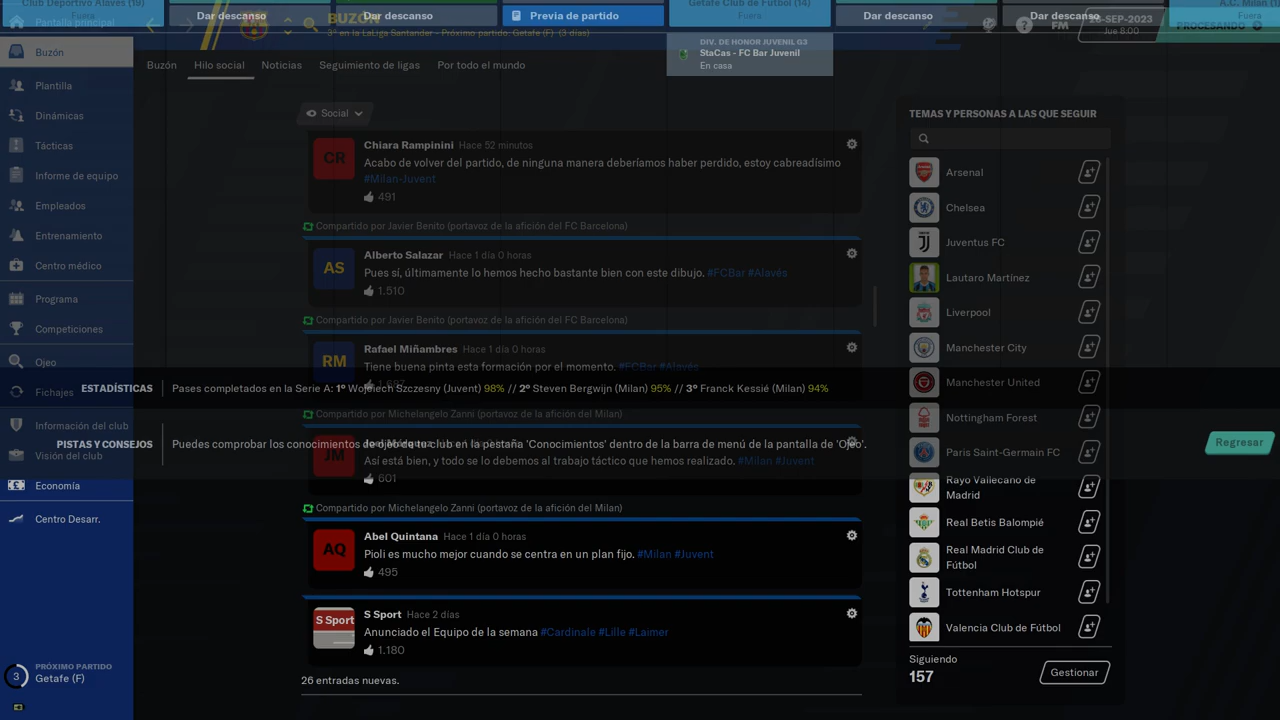 Club Deportivo Alavés (19)
Fuera
Dar descanso
Dar descanso
Previa de partido
Getafe Club de Fútbol (14)
Fuera
Dar descanso
Dar descanso
A.C. Milan
Fuera
Pantalla principal
BUZÓN
3º en la LaLiga Santander - Próximo partido: Getafe (F) (3 días)
FM
-SEP-2023
Jue 8:00
PROCESANDO
DIV. DE HONOR JUVENIL G3
StaCas - FC Bar Juvenil
En casa
Buzón
Plantilla
Dinámicas
Tácticas
Informe de equipo
Empleados
Entrenamiento
Centro médico
Programa
Competiciones
Ojeo
Fichajes
Información del club
Visión del club
Economía
Centro Desarr.
PRÓXIMO PARTIDO
3
Getafe (F)
Buzón
Hilo social
Noticias
Seguimiento de ligas
Por todo el mundo
Social
CR
Chiara Rampinini Hace 52 minutos
Acabo de volver del partido, de ninguna manera deberíamos haber perdido, estoy cabreadísimo
#Milan-Juvent
491
Compartido por Javier Benito (portavoz de la afición del FC Barcelona)
AS
Alberto Salazar Hace 1 día 0 horas
Pues sí, últimamente lo hemos hecho bastante bien con este dibujo. #FCBar #Alavés
1.510
Compartido por Javier Benito (portavoz de la afición del FC Barcelona)
RM
Rafael Miñambres Hace 1 día 0 horas
Tiene buena pinta esta formación por el momento. #FCBar #Alavés
ESTADÍSTICAS
Pases completados en la Serie A: 1º Wojciech Szczesny (Juvent) 98% // 2º Steven Bergwijn (Milan) 95% // 3º Franck Kessié (Milan) 94%
Compartido por Michelangelo Zanni (portavoz de la afición del Milan)
PISTAS Y CONSEJOS
Puedes comprobar los conocimientos de ojeo de tu club en la pestaña 'Conocimientos' dentro de la barra de menú de la pantalla de 'Ojeo'.
Regresar
JM
Así está bien, y todo se lo debemos al trabajo táctico que hemos realizado. #Milan #Juvent
601
Compartido por Michelangelo Zanni (portavoz de la afición del Milan)
AQ
Abel Quintana Hace 1 día 0 horas
Pioli es mucho mejor cuando se centra en un plan fijo. #Milan #Juvent
495
S Sport
S Sport Hace 2 días
Anunciado el Equipo de la semana #Cardinale #Lille #Laimer
1.180
26 entradas nuevas.
TEMAS Y PERSONAS A LAS QUE SEGUIR
Arsenal
Chelsea
Juventus FC
Lautaro Martínez
Liverpool
Manchester City
Manchester United
Nottingham Forest
Paris Saint-Germain FC
Rayo Vallecano de
Madrid
Real Betis Balompié
Real Madrid Club de
Fútbol
Tottenham Hotspur
Valencia Club de Fútbol
Siguiendo
157
Gestionar